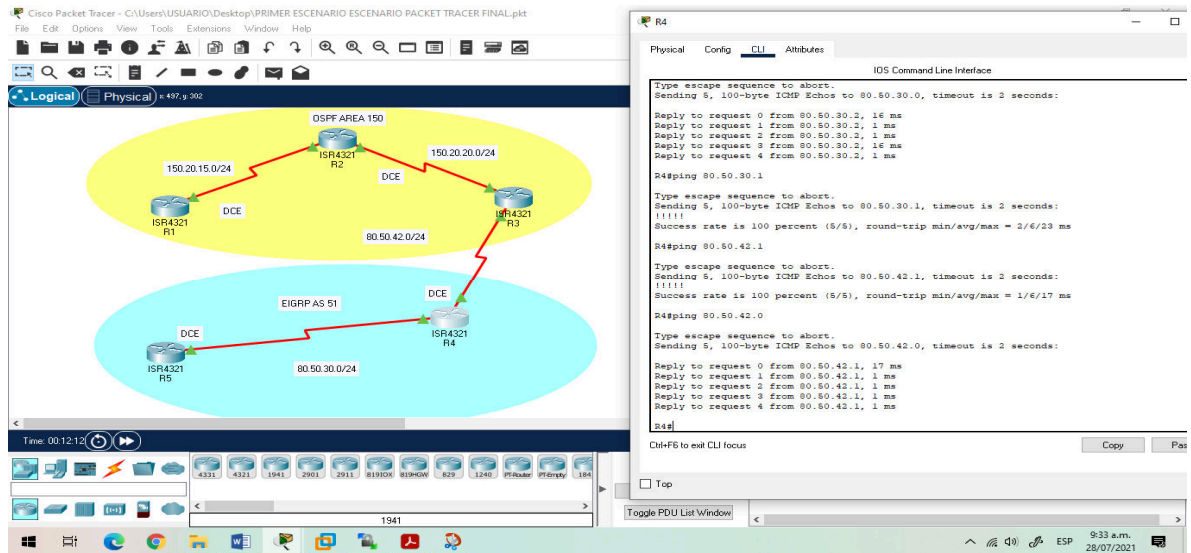 Cisco Packet Tracer - C:\Users\USUARIO\Desktop\PRIMER ESCENARIO ESCENARIO PACKET TRACER FINAL.pkt
File Edit Options View Tools Extensions Window Help
Logical Physical x: 497, y: 302
OSPF AREA 150
ISR4321
R2
150.20.15.0/24
150.20.20.0/24
DCE
DCE
ISR4321
R1
ISR4321
R3
80.50.42.0/24
EIGRP AS 51
DCE
DCE
ISR4321
R4
ISR4321
R5
80.50.30.0/24
Time: 00:12:12
4331 4321 1941 2901 2911 819IOX 819HGW 829 1240 PT-Router PT-Empty 184
1941
R4
Physical Config CLI Attributes
IOS Command Line Interface
Type escape sequence to abort.
Sending 5, 100-byte ICMP Echos to 80.50.30.0, timeout is 2 seconds:
Reply to request 0 from 80.50.30.2, 16 ms
Reply to request 1 from 80.50.30.2, 1 ms
Reply to request 2 from 80.50.30.2, 1 ms
Reply to request 3 from 80.50.30.2, 16 ms
Reply to request 4 from 80.50.30.2, 1 ms
R4#ping 80.50.30.1
Type escape sequence to abort.
Sending 5, 100-byte ICMP Echos to 80.50.30.1, timeout is 2 seconds:
!!!!!
Success rate is 100 percent (5/5), round-trip min/avg/max = 2/6/23 ms
R4#ping 80.50.42.1
Type escape sequence to abort.
Sending 5, 100-byte ICMP Echos to 80.50.42.1, timeout is 2 seconds:
!!!!!
Success rate is 100 percent (5/5), round-trip min/avg/max = 1/6/17 ms
R4#ping 80.50.42.0
Type escape sequence to abort.
Sending 5, 100-byte ICMP Echos to 80.50.42.0, timeout is 2 seconds:
Reply to request 0 from 80.50.42.1, 17 ms
Reply to request 1 from 80.50.42.1, 1 ms
Reply to request 2 from 80.50.42.1, 1 ms
Reply to request 3 from 80.50.42.1, 1 ms
Reply to request 4 from 80.50.42.1, 1 ms
R4#
Ctrl+F6 to exit CLI focus
Copy Pas
Top
Toggle PDU List Window
ESP
9:33 a.m.
28/07/2021